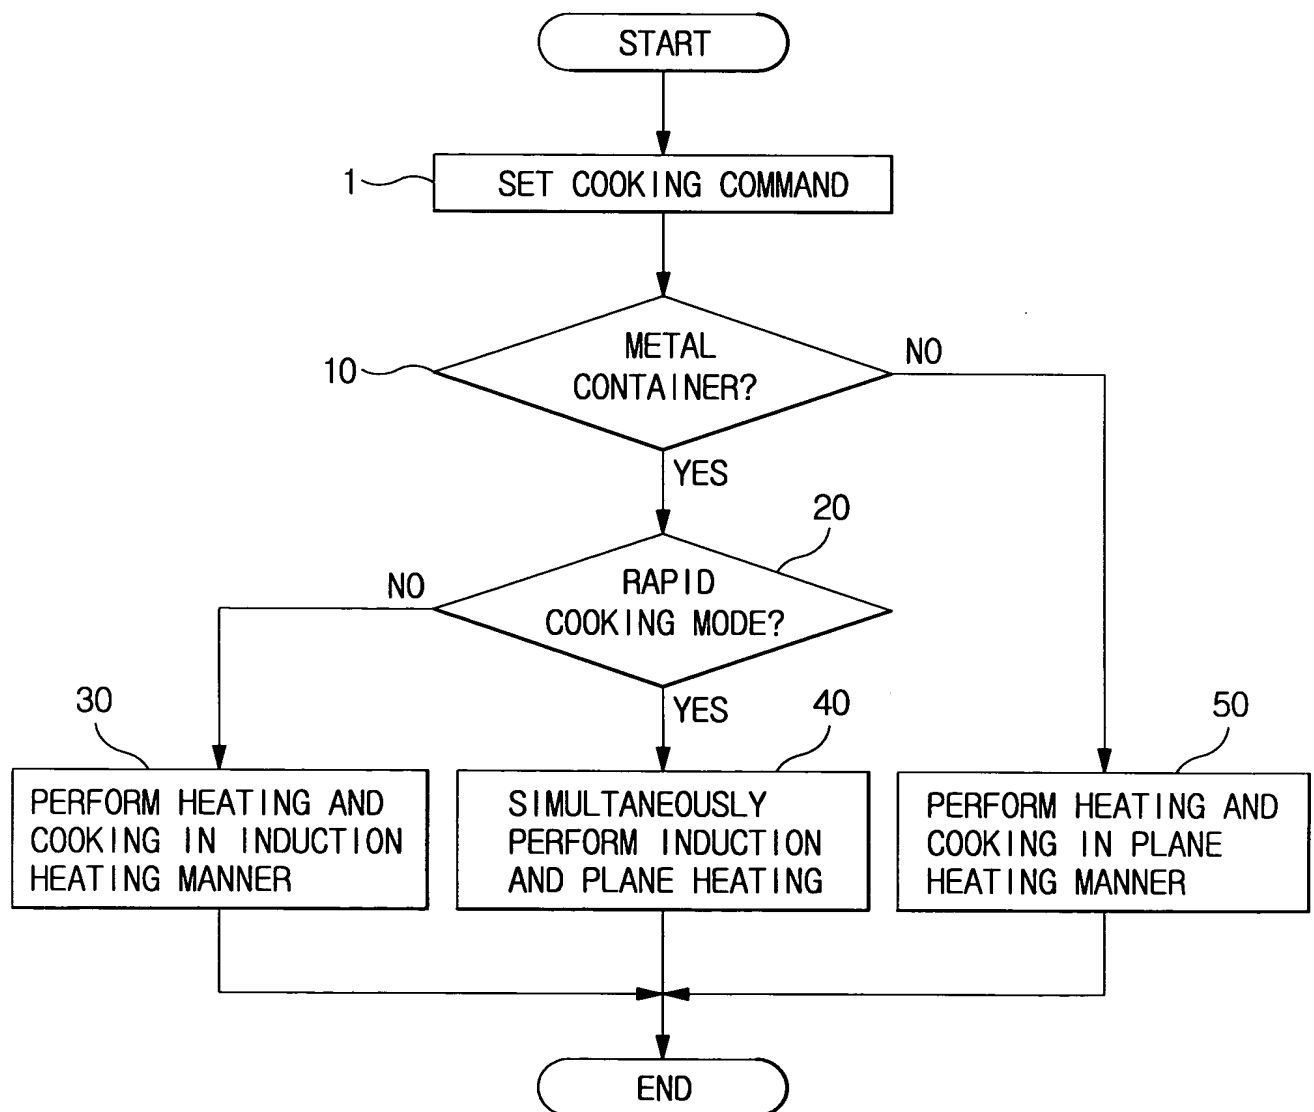 START
1
SET COOKING COMMAND
METAL
CONTAINER?
10
NO
YES
20
RAPID
COOKING MODE?
NO
YES
30
40
50
PERFORM HEATING AND
COOKING IN INDUCTION
HEATING MANNER
SIMULTANEOUSLY
PERFORM INDUCTION
AND PLANE HEATING
PERFORM HEATING AND
COOKING IN PLANE
HEATING MANNER
END